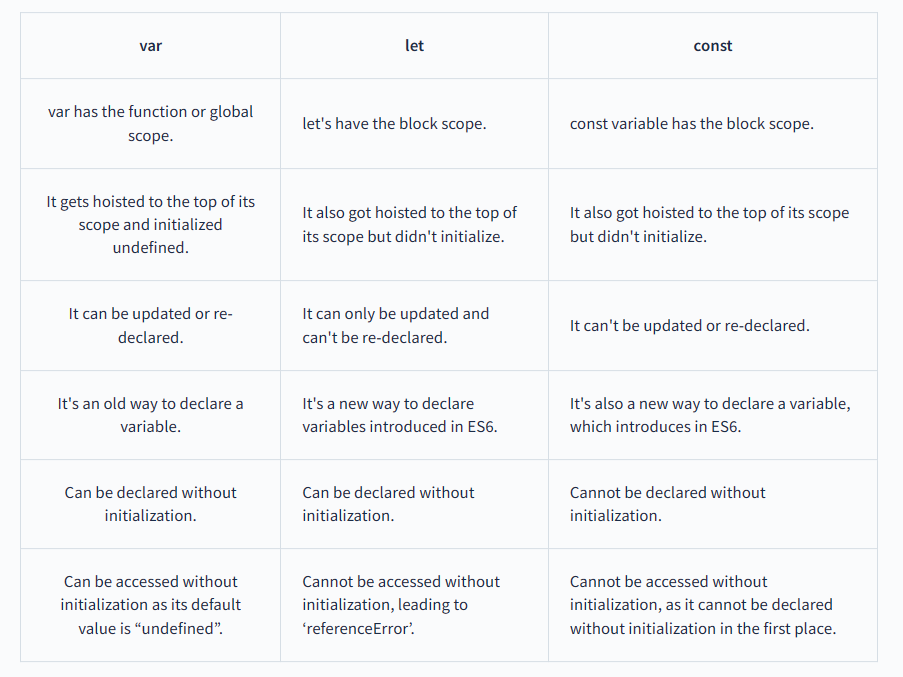 var
let
const
var has the function or global
scope.
let's have the block scope.
const variable has the block scope.
It gets hoisted to the top of its
scope and initialized
undefined.
It also got hoisted to the top of
its scope but didn't initialize.
It also got hoisted to the top of its scope
but didn't initialize.
It can be updated or re-
declared.
It can only be updated and
can't be re-declared.
It can't be updated or re-declared.
It's an old way to declare a
variable.
It's a new way to declare
variables introduced in ES6.
It's also a new way to declare a variable,
which introduces in ES6.
Can be declared without
initialization.
Can be declared without
initialization.
Cannot be declared without
initialization.
Can be accessed without
initialization as its default
value is “undefined”.
Cannot be accessed without
initialization, leading to
‘referenceError’.
Cannot be accessed without
initialization, as it cannot be declared
without initialization in the first place.